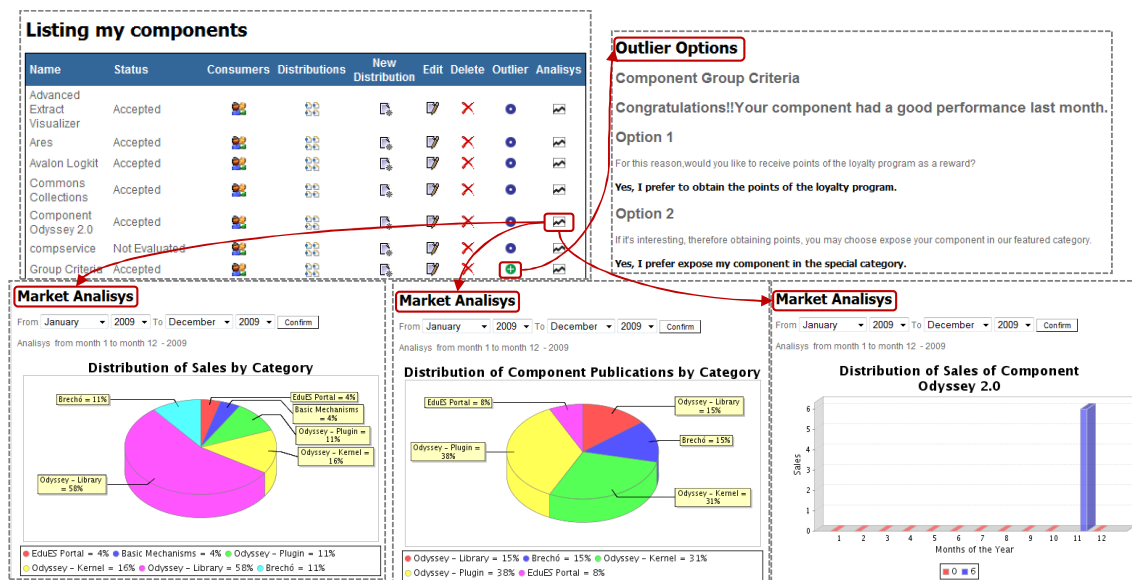 Listing my components
Name Status Consumers Distributions New Distribution Edit Delete Outlier Analisys
Advanced Extract Visualizer Accepted
Ares Accepted
Avalon Logkit Accepted
Commons Collections Accepted
Component Odyssey 2.0 Accepted
compservice Not Evaluated
Group Criteria Accepted
Outlier Options
Component Group Criteria
Congratulations!!Your component had a good performance last month.
Option 1
For this reason,would you like to receive points of the loyalty program as a reward?
Yes, I prefer to obtain the points of the loyalty program.
Option 2
If it's interesting, therefore obtaining points, you may choose expose your component in our featured category.
Yes, I prefer expose my component in the special category.
Market Analisys
From January 2009 To December 2009 Confirm
Analisys from month 1 to month 12 - 2009
Distribution of Sales by Category
EduES Portal = 4%
Basic Mechanisms = 4%
Odyssey - Plugin = 11%
Odyssey - Kernel = 16%
Odyssey - Library = 58%
Brechó = 11%
EduES Portal = 4% Basic Mechanisms = 4% Odyssey - Plugin = 11%
Odyssey - Kernel = 16% Odyssey - Library = 58% Brechó = 11%
Market Analisys
From January 2009 To December 2009 Confirm
Analisys from month 1 to month 12 - 2009
Distribution of Component Publications by Category
EduES Portal = 8%
Odyssey - Library = 15%
Brechó = 15%
Odyssey - Plugin = 38%
Odyssey - Kernel = 31%
Odyssey - Library = 15% Brechó = 15% Odyssey - Kernel = 31%
Odyssey - Plugin = 38% EduES Portal = 8%
Market Analisys
From January 2009 To December 2009 Confirm
Analisys from month 1 to month 12 - 2009
Distribution of Sales of Component
Odyssey 2.0
Sales
6
5
4
3
2
1
0
1 2 3 4 5 6 7 8 9 10 11 12
Months of the Year
0 6